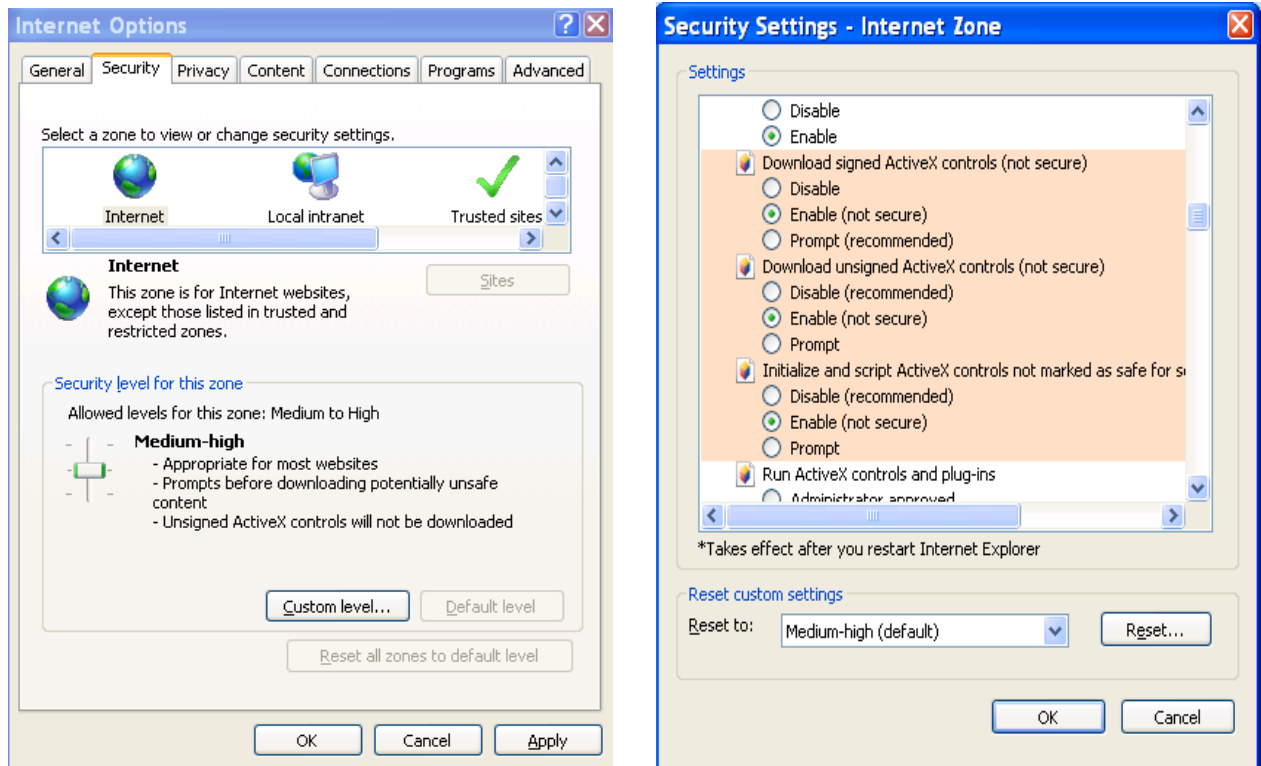 Internet Options
General Security Privacy Content Connections Programs Advanced
Select a zone to view or change security settings.
Internet Local intranet Trusted sites
Internet
Sites
This zone is for Internet websites,
except those listed in trusted and
restricted zones.
Security level for this zone
Allowed levels for this zone: Medium to High
Medium-high
- Appropriate for most websites
- Prompts before downloading potentially unsafe
content
- Unsigned ActiveX controls will not be downloaded
Custom level... Default level
Reset all zones to default level
OK Cancel Apply
Security Settings - Internet Zone
Settings
Disable
Enable
Download signed ActiveX controls (not secure)
Disable
Enable (not secure)
Prompt (recommended)
Download unsigned ActiveX controls (not secure)
Disable (recommended)
Enable (not secure)
Prompt
Initialize and script ActiveX controls not marked as safe for
Disable (recommended)
Enable (not secure)
Prompt
Run ActiveX controls and plug-ins
Administrator approved
*Takes effect after you restart Internet Explorer
Reset custom settings
Reset to: Medium-high (default) Reset...
OK Cancel